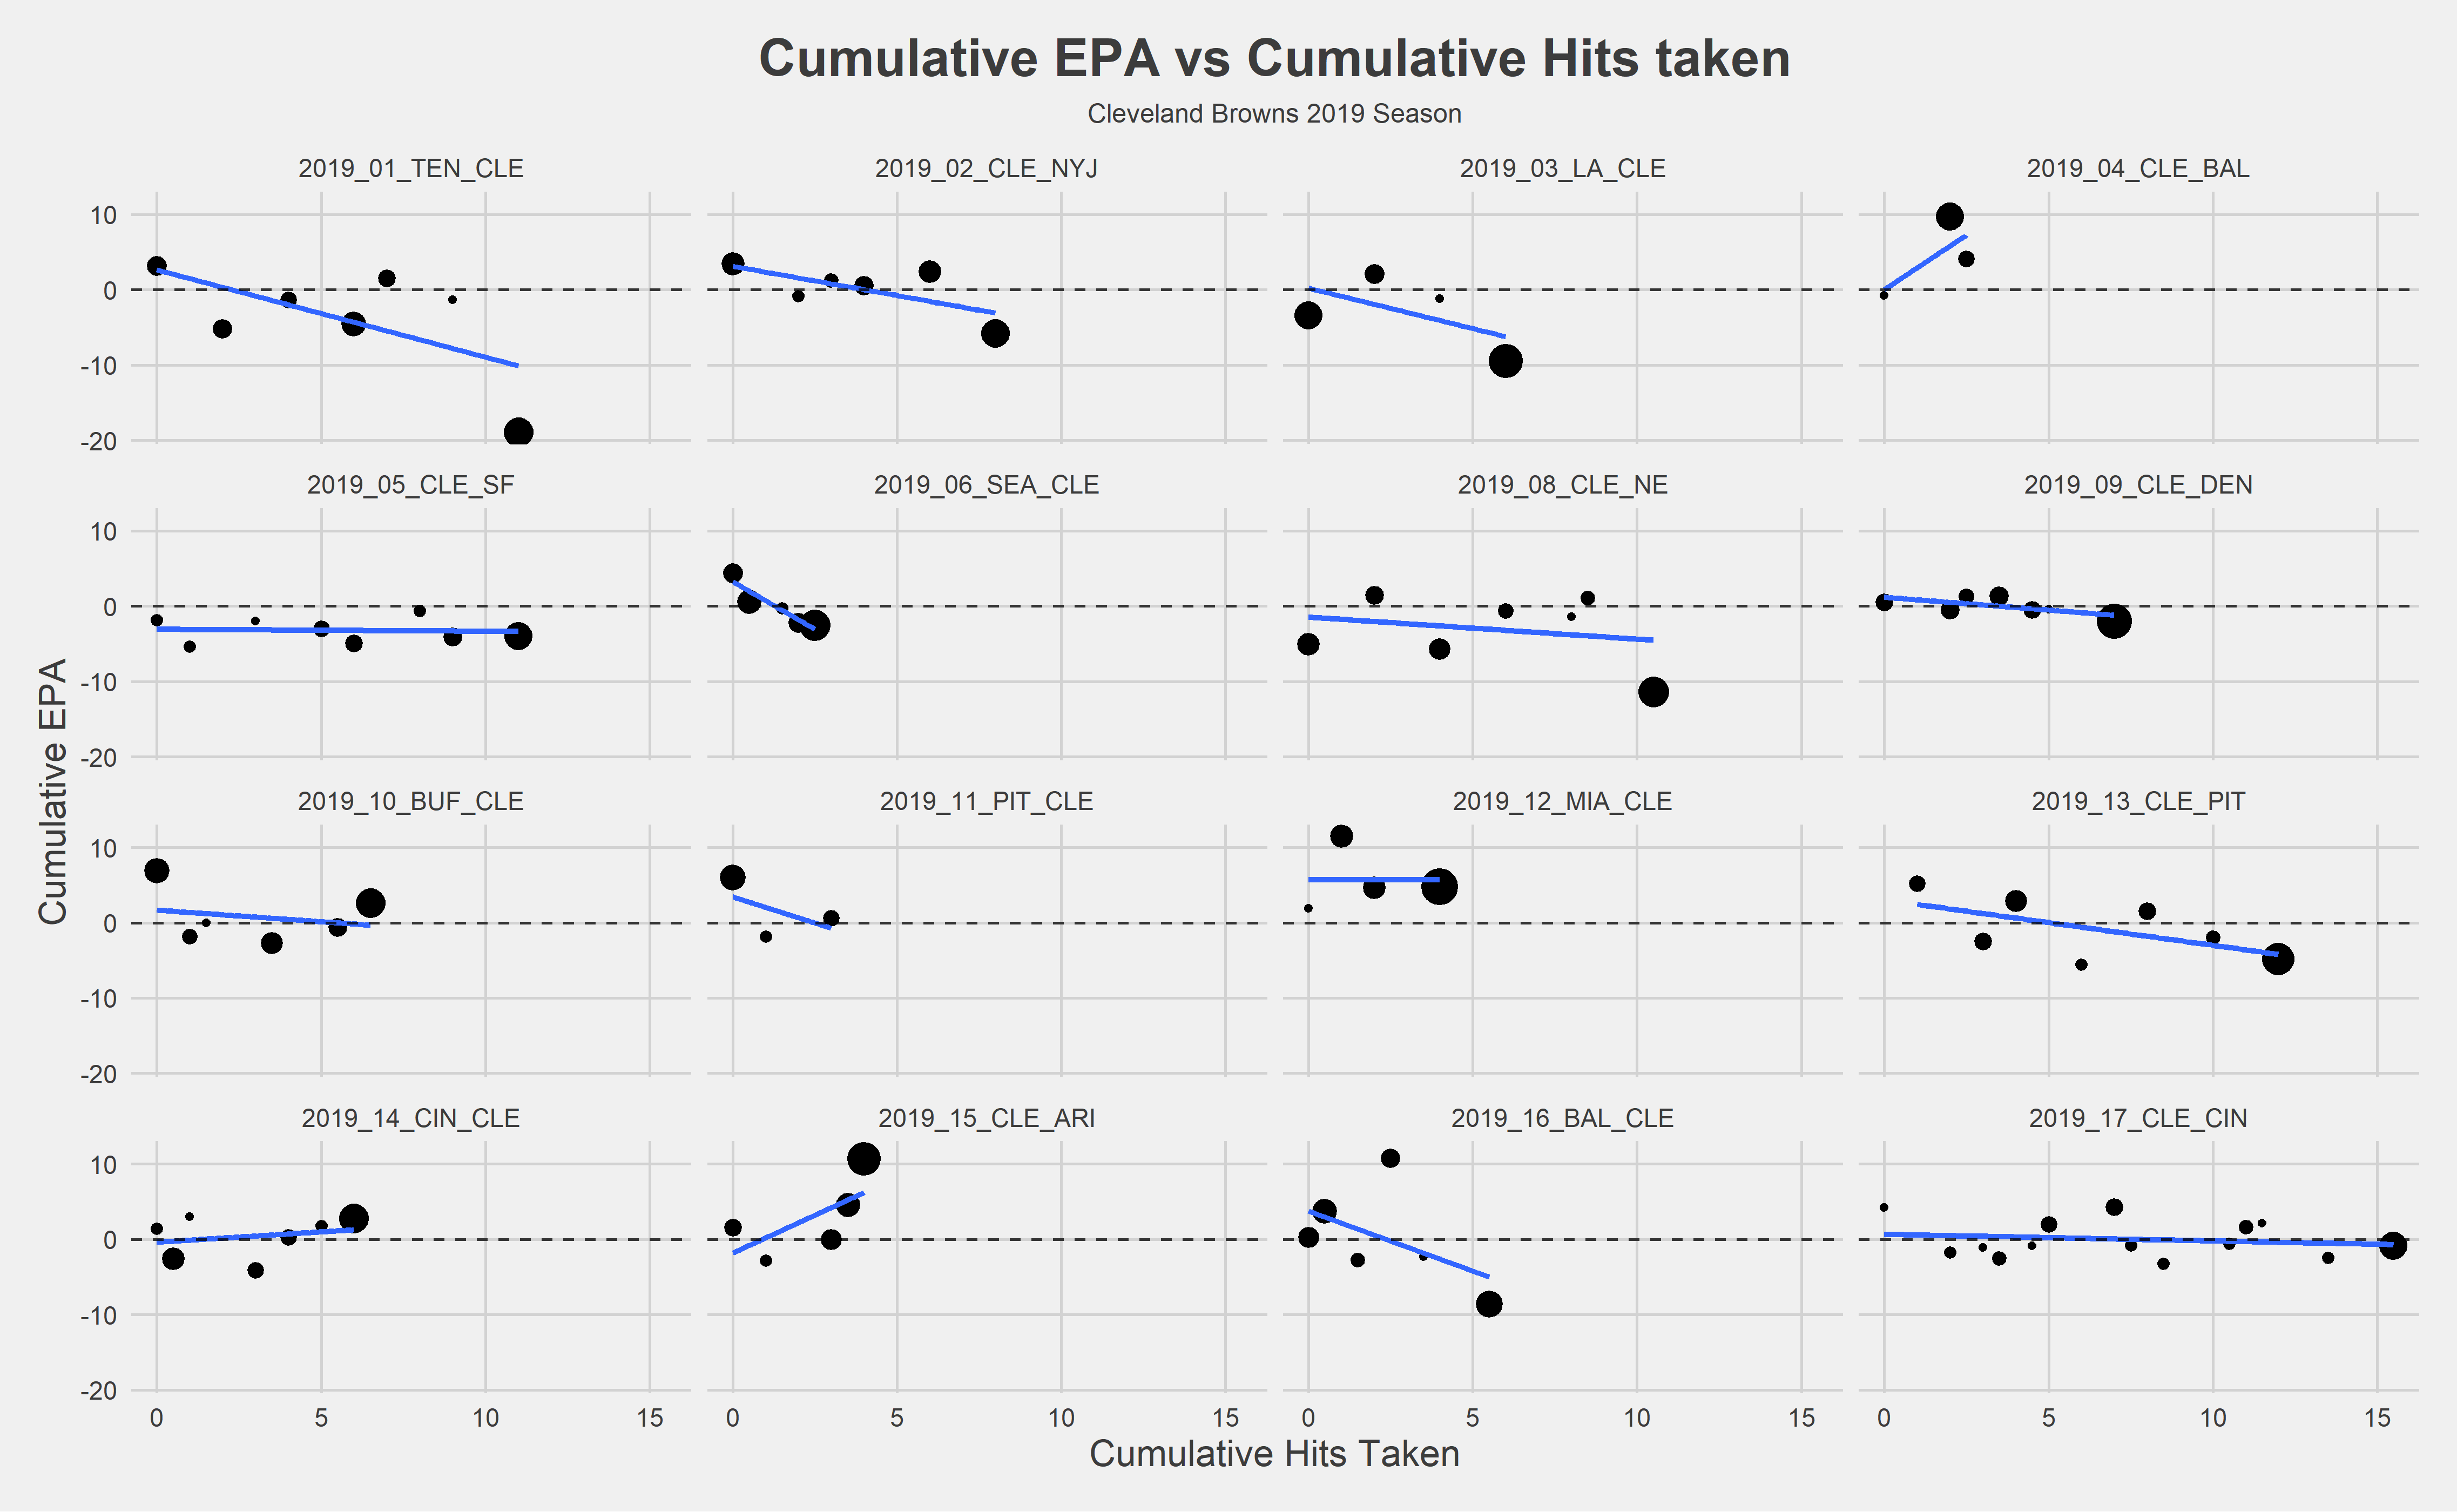 Cumulative EPA vs Cumulative Hits taken
Cleveland Browns 2019 Season
2019_01_TEN_CLE
2019_02_CLE_NYJ
2019_03_LA_CLE
2019_04_CLE_BAL
10
0
-10
-20
2019_05_CLE_SF
2019_06_SEA_CLE
2019_08_CLE_NE
2019_09_CLE_DEN
10
0
-10
-20
Cumulative EPA
2019_10_BUF_CLE
2019_11_PIT_CLE
2019_12_MIA_CLE
2019_13_CLE_PIT
10
0
-10
-20
2019_14_CIN_CLE
2019_15_CLE_ARI
2019_16_BAL_CLE
2019_17_CLE_CIN
10
0
-10
-20
0 5 10 15
0 5 10 15
0 5 10 15
0 5 10 15
Cumulative Hits Taken